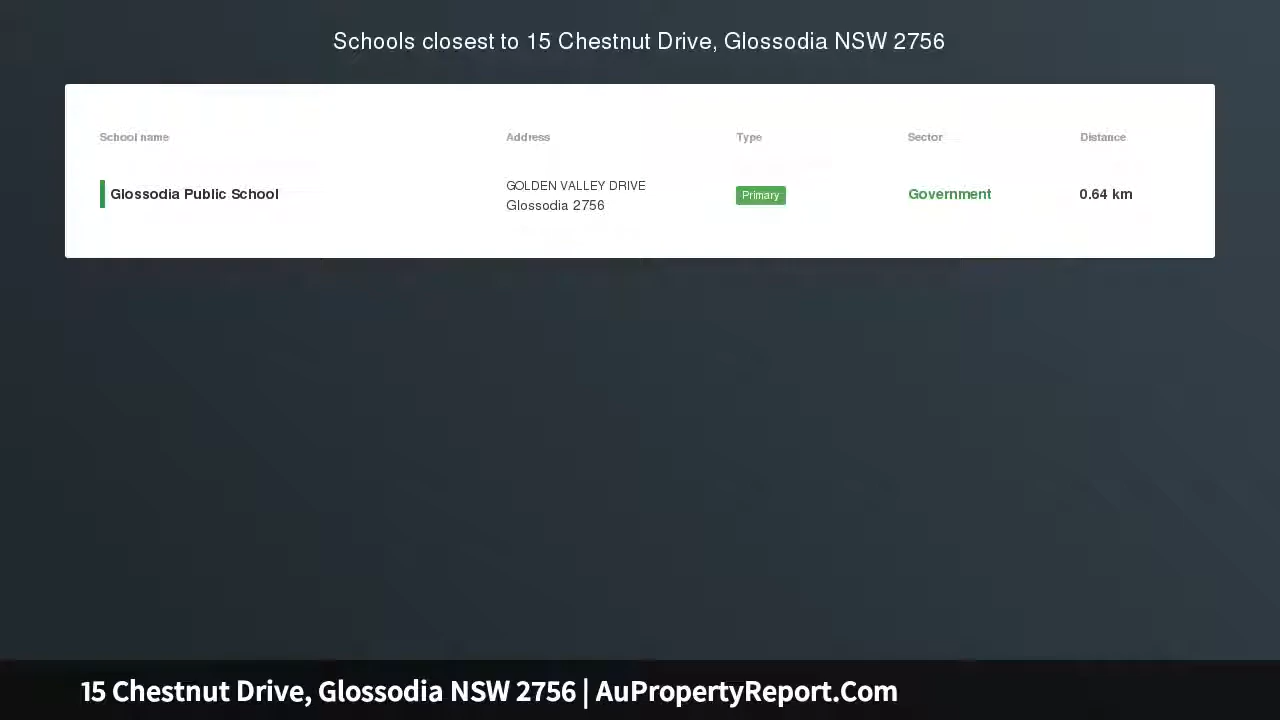 Schools closest to 15 Chestnut Drive, Glossodia NSW 2756
School name Address Type Sector Distance
Glossodia Public School GOLDEN VALLEY DRIVE Primary Government 0.64 km
Glossodia 2756
15 Chestnut Drive, Glossodia NSW 2756 | AuPropertyReport.Com